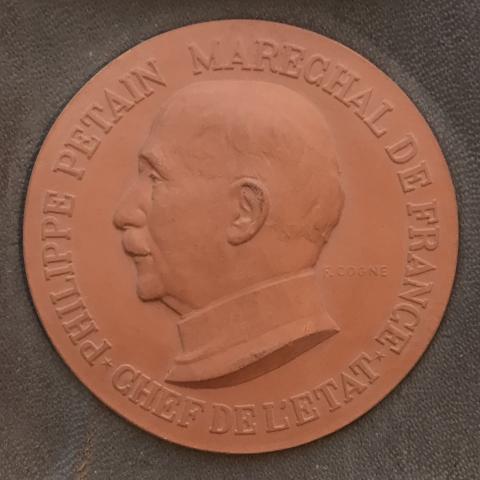 PHILIPPE PETAIN MARECHAL DE FRANCE
* CHEF DE L'ETAT *
F. COGNE